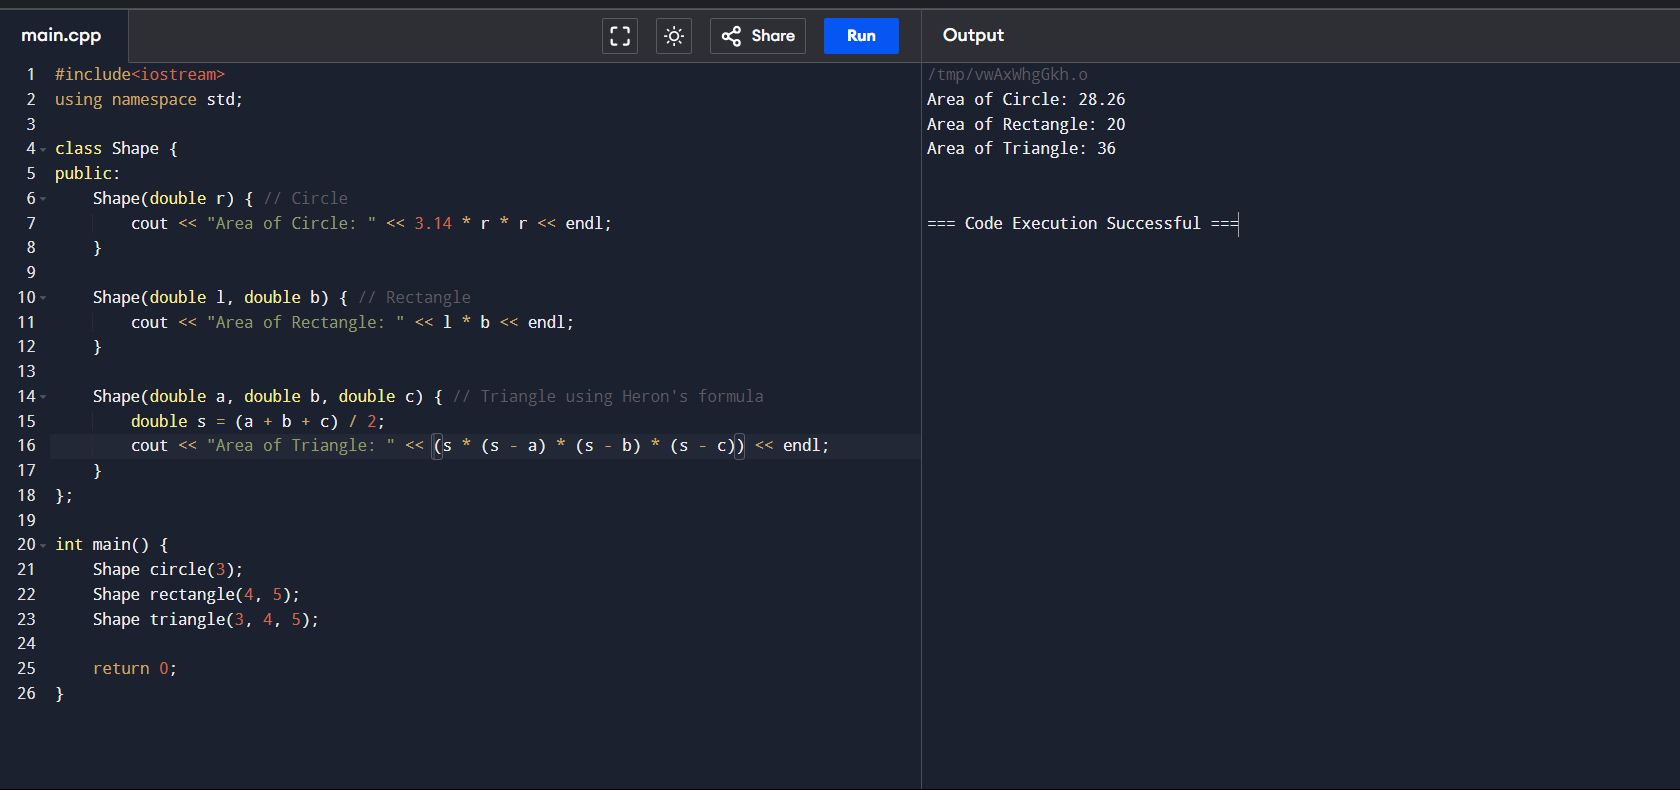 main.cpp
Share
Run
Output
1 #include<iostream>
2 using namespace std;
3
4 class Shape {
5 public:
6     Shape(double r) { // Circle
7         cout << "Area of Circle: " << 3.14 * r * r << endl;
8     }
9
10     Shape(double l, double b) { // Rectangle
11         cout << "Area of Rectangle: " << l * b << endl;
12     }
13
14     Shape(double a, double b, double c) { // Triangle using Heron's formula
15         double s = (a + b + c) / 2;
16         cout << "Area of Triangle: " << (s * (s - a) * (s - b) * (s - c)) << endl;
17     }
18 };
19
20 int main() {
21     Shape circle(3);
22     Shape rectangle(4, 5);
23     Shape triangle(3, 4, 5);
24
25     return 0;
26 }
/tmp/vwAxWhgGkh.o
Area of Circle: 28.26
Area of Rectangle: 20
Area of Triangle: 36
=== Code Execution Successful ===